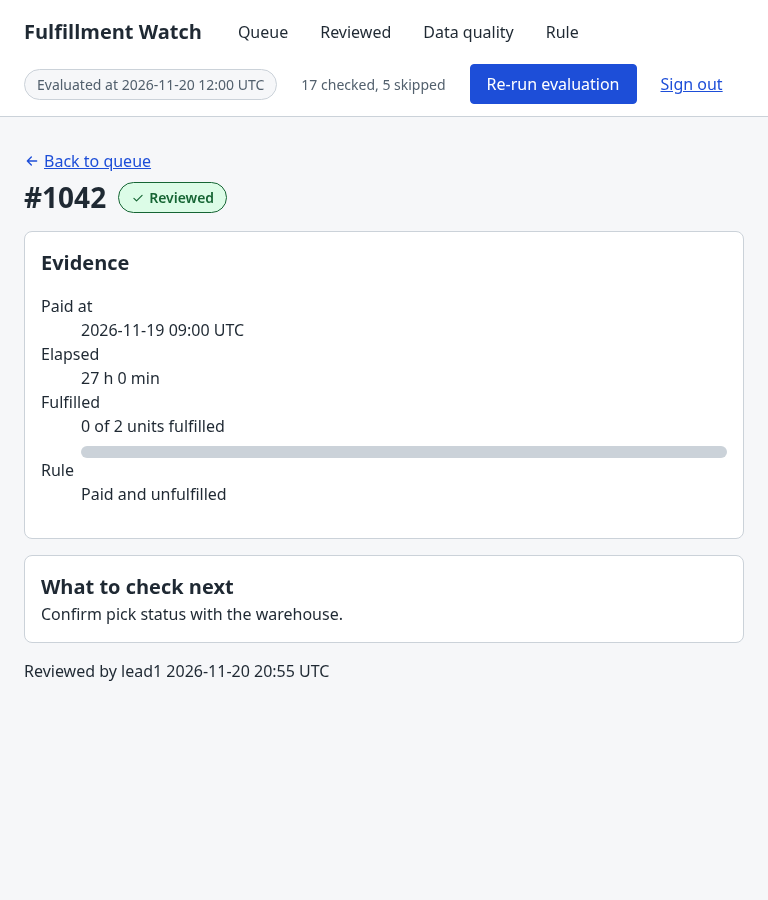 Fulfillment Watch Queue Reviewed Data quality Rule
Evaluated at 2026-11-20 12:00 UTC 17 checked, 5 skipped Re-run evaluation Sign out
← Back to queue
#1042 ✓ Reviewed
Evidence
Paid at
2026-11-19 09:00 UTC
Elapsed
27 h 0 min
Fulfilled
0 of 2 units fulfilled
Rule
Paid and unfulfilled
What to check next
Confirm pick status with the warehouse.
Reviewed by lead1 2026-11-20 20:55 UTC